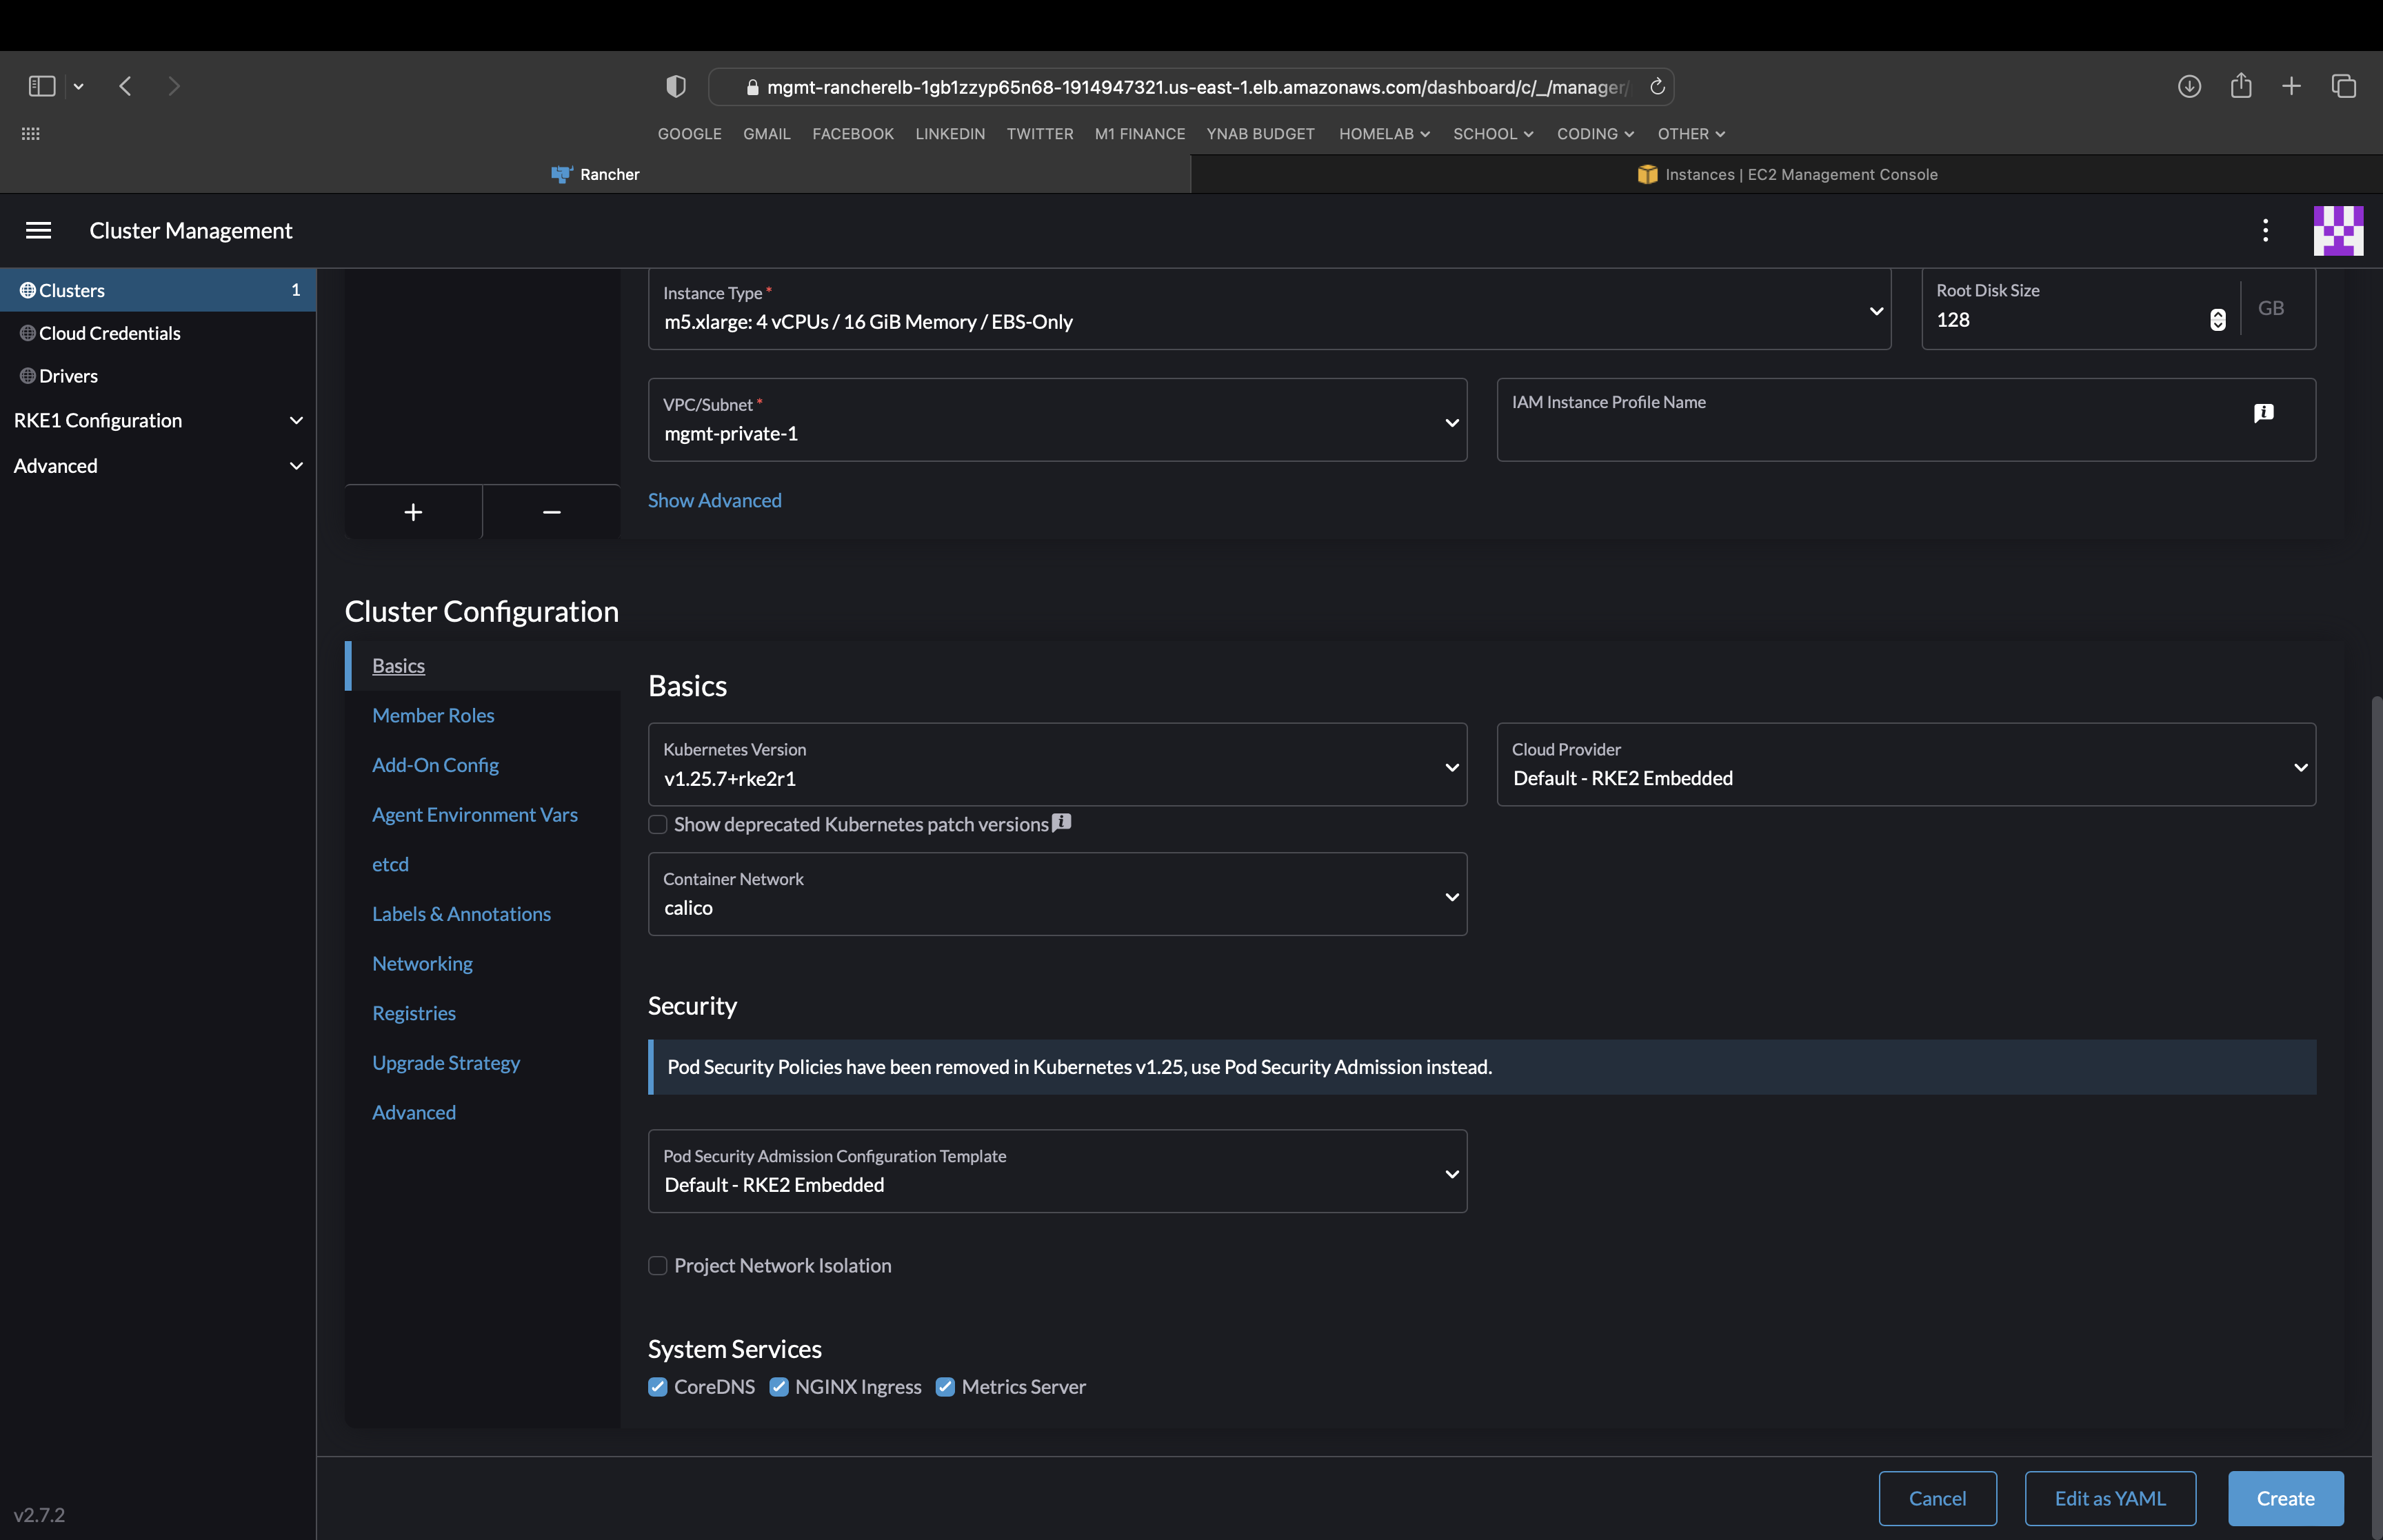 mgmt-rancherelb-1gb1zzyp65n68-1914947321.us-east-1.elb.amazonaws.com/dashboard/c/_/manager/
GOOGLE GMAIL FACEBOOK LINKEDIN TWITTER M1 FINANCE YNAB BUDGET HOMELAB SCHOOL CODING OTHER
Rancher
Instances | EC2 Management Console
Cluster Management
Clusters 1
Cloud Credentials
Drivers
RKE1 Configuration
Advanced
v2.7.2
Instance Type *
m5.xlarge: 4 vCPUs / 16 GiB Memory / EBS-Only
Root Disk Size
128
GB
VPC/Subnet *
mgmt-private-1
IAM Instance Profile Name
+ −
Show Advanced
Cluster Configuration
Basics
Member Roles
Add-On Config
Agent Environment Vars
etcd
Labels & Annotations
Networking
Registries
Upgrade Strategy
Advanced
Basics
Kubernetes Version
v1.25.7+rke2r1
Cloud Provider
Default - RKE2 Embedded
Show deprecated Kubernetes patch versions
Container Network
calico
Security
Pod Security Policies have been removed in Kubernetes v1.25, use Pod Security Admission instead.
Pod Security Admission Configuration Template
Default - RKE2 Embedded
Project Network Isolation
System Services
CoreDNS NGINX Ingress Metrics Server
Cancel Edit as YAML Create